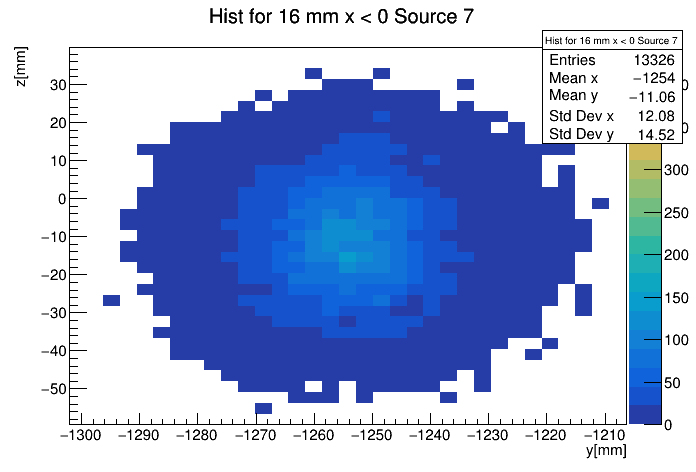 Hist for 16 mm x < 0 Source 7
z[mm]
Hist for 16 mm x < 0 Source 7
Entries 13326
Mean x −1254
Mean y −11.06
Std Dev x 12.08
Std Dev y 14.52
30
20
10
0
−10
−20
−30
−40
−50
300
250
200
150
100
50
0
−1300 −1290 −1280 −1270 −1260 −1250 −1240 −1230 −1220 −1210
y[mm]